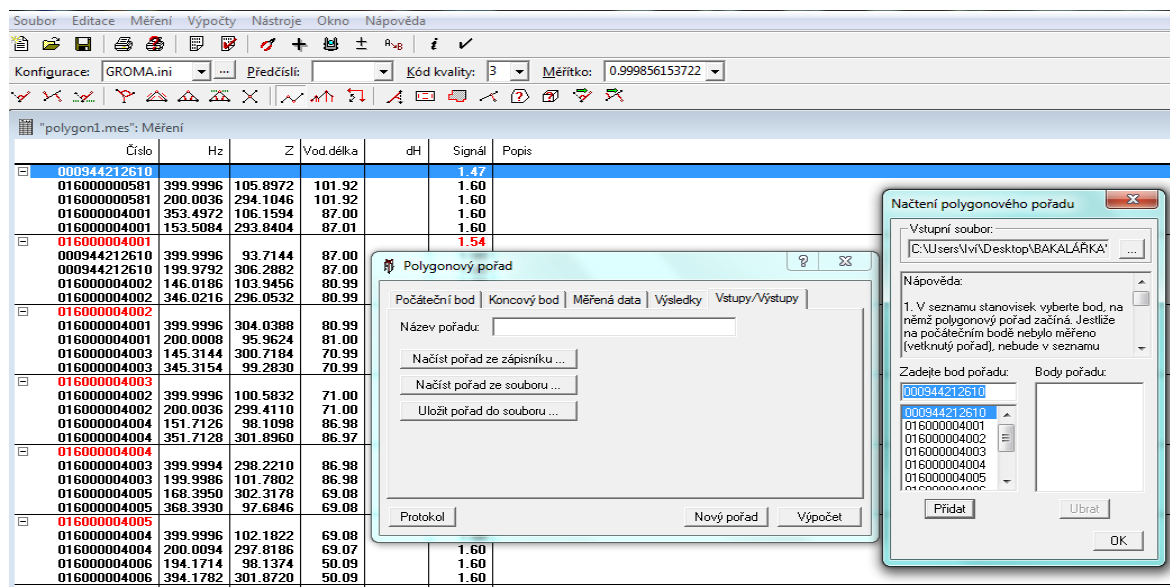 Soubor Editace Měření Výpočty Nástroje Okno Nápověda
Konfigurace: GROMA.ini ... Předčíslí: Kód kvality: 3 Měřítko: 0.999856153722
"polygon1.mes": Měření
Číslo Hz Z Vod.délka dH Signál Popis
000944212610 1.47
016000000581 399.9996 105.8972 101.92 1.60
016000000581 200.0036 294.1046 101.92 1.60
016000004001 353.4972 106.1594 87.00 1.60
016000004001 153.5084 293.8404 87.01 1.60
016000004001 1.54
000944212610 399.9996 93.7144 87.00
000944212610 199.9792 306.2882 87.00
016000004002 146.0186 103.9456 80.99
016000004002 346.0216 296.0532 80.99
016000004002
016000004001 399.9996 304.0388 80.99
016000004001 200.0008 95.9624 81.00
016000004003 145.3144 300.7184 70.99
016000004003 345.3154 99.2830 70.99
016000004003
016000004002 399.9996 100.5832 71.00
016000004002 200.0036 299.4110 71.00
016000004004 151.7126 98.1098 86.98
016000004004 351.7128 301.8960 86.97
016000004004
016000004003 399.9994 298.2210 86.98
016000004003 199.9986 101.7802 86.98
016000004005 168.3950 302.3178 69.08
016000004005 368.3930 97.6846 69.08
016000004005
016000004004 399.9996 102.1822 69.08
016000004004 200.0094 297.8186 69.07 1.60
016000004006 194.1714 98.1374 50.09 1.60
016000004006 394.1782 301.8720 50.09 1.60
Polygonový pořad
Počáteční bod Koncový bod Měřená data Výsledky Vstupy/Výstupy
Název pořadu:
Načíst pořad ze zápisníku ...
Načíst pořad ze souboru ...
Uložit pořad do souboru ...
Protokol Nový pořad Výpočet
Načtení polygonového pořadu
Vstupní soubor:
C:\Users\Iví\Desktop\BAKALÁŘKA' ...
Nápověda:
1. V seznamu stanovisek vyberte bod, na
němž polygonový pořad začíná. Jestliže
na počátečním bodě nebylo měřeno
(vetknutý pořad), nebude v seznamu
Zadejte bod pořadu: Body pořadu:
000944212610
000944212610
016000004001
016000004002
016000004003
016000004004
016000004005
Přidat Ubrat
OK